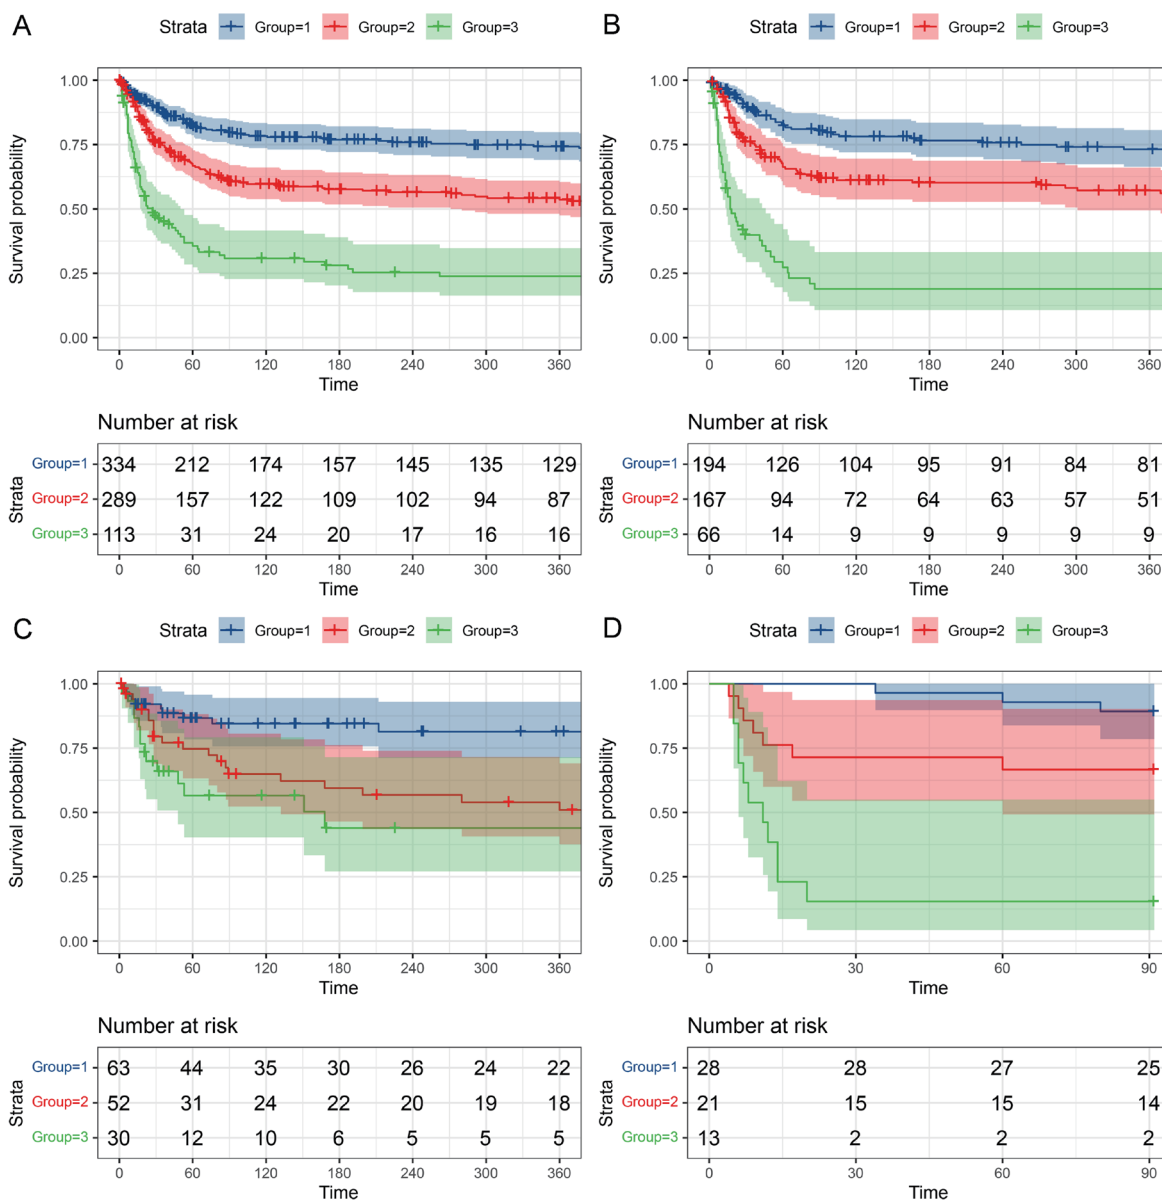 A
Strata Group=1 Group=2 Group=3
1.00
0.75
0.50
0.25
0.00
Survival probability
0 60 120 180 240 300 360
Time
Number at risk
Strata
Group=1 334 212 174 157 145 135 129
Group=2 289 157 122 109 102 94 87
Group=3 113 31 24 20 17 16 16
0 60 120 180 240 300 360
Time
B
Strata Group=1 Group=2 Group=3
1.00
0.75
0.50
0.25
0.00
Survival probability
0 60 120 180 240 300 360
Time
Number at risk
Strata
Group=1 194 126 104 95 91 84 81
Group=2 167 94 72 64 63 57 51
Group=3 66 14 9 9 9 9 9
0 60 120 180 240 300 360
Time
C
Strata Group=1 Group=2 Group=3
1.00
0.75
0.50
0.25
0.00
Survival probability
0 60 120 180 240 300 360
Time
Number at risk
Strata
Group=1 63 44 35 30 26 24 22
Group=2 52 31 24 22 20 19 18
Group=3 30 12 10 6 5 5 5
0 60 120 180 240 300 360
Time
D
Strata Group=1 Group=2 Group=3
1.00
0.75
0.50
0.25
0.00
Survival probability
0 30 60 90
Time
Number at risk
Strata
Group=1 28 28 27 25
Group=2 21 15 15 14
Group=3 13 2 2 2
0 30 60 90
Time